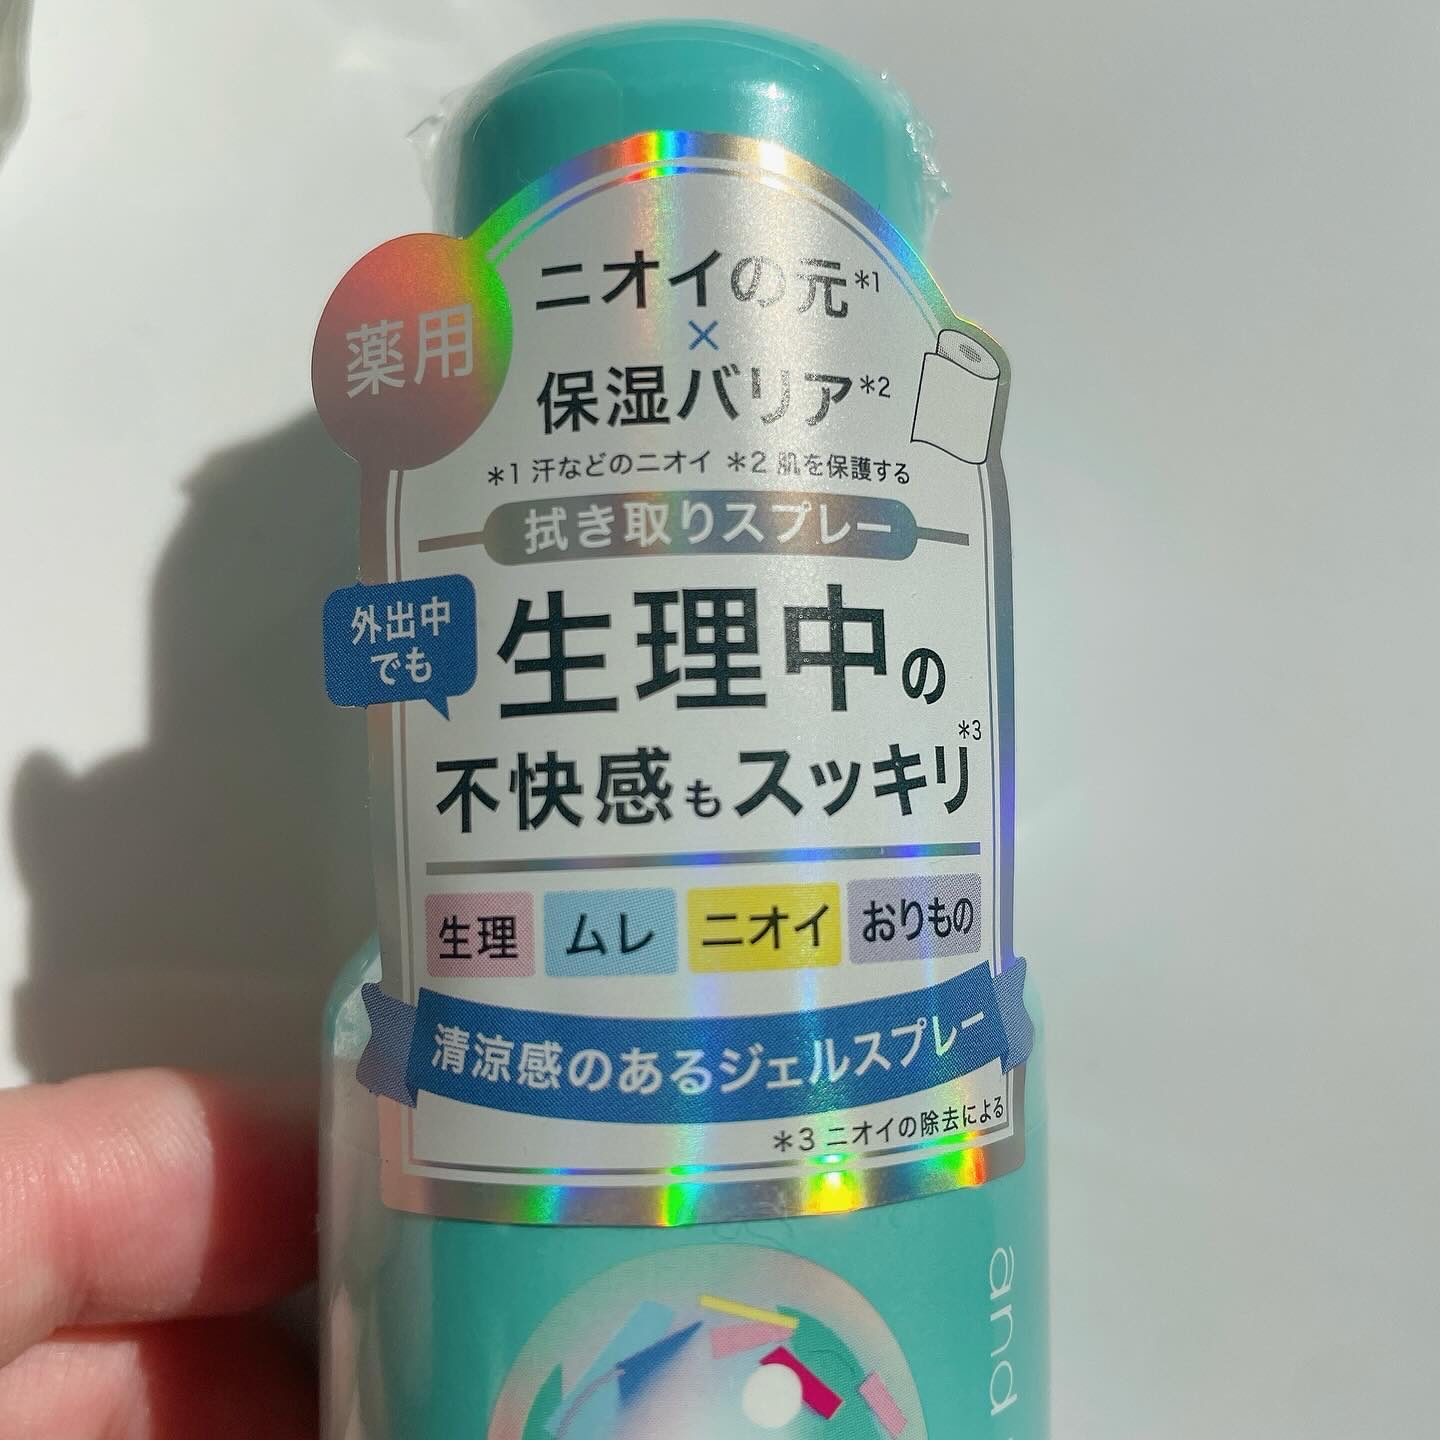 薬用
ニオイの元*1
×
保湿バリア*2
*1 汗などのニオイ *2 肌を保護する
拭き取りスプレー
外出中
でも
生理中の
不快感もスッキリ*3
生理 ムレ ニオイ おりもの
清涼感のあるジェルスプレー
*3 ニオイの除去による
and